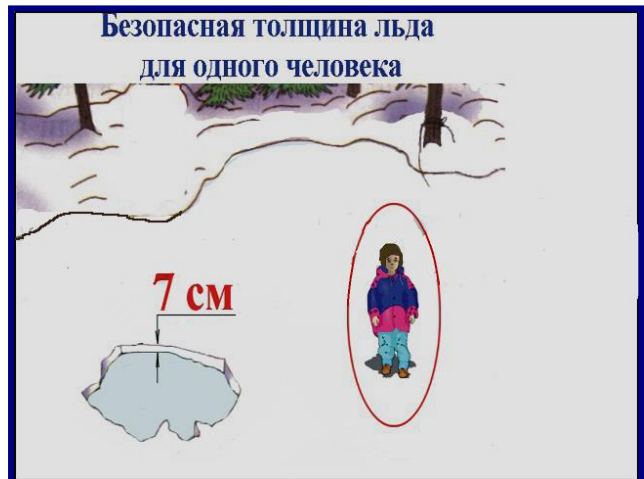 Безопасная толщина льда
для одного человека
7 см